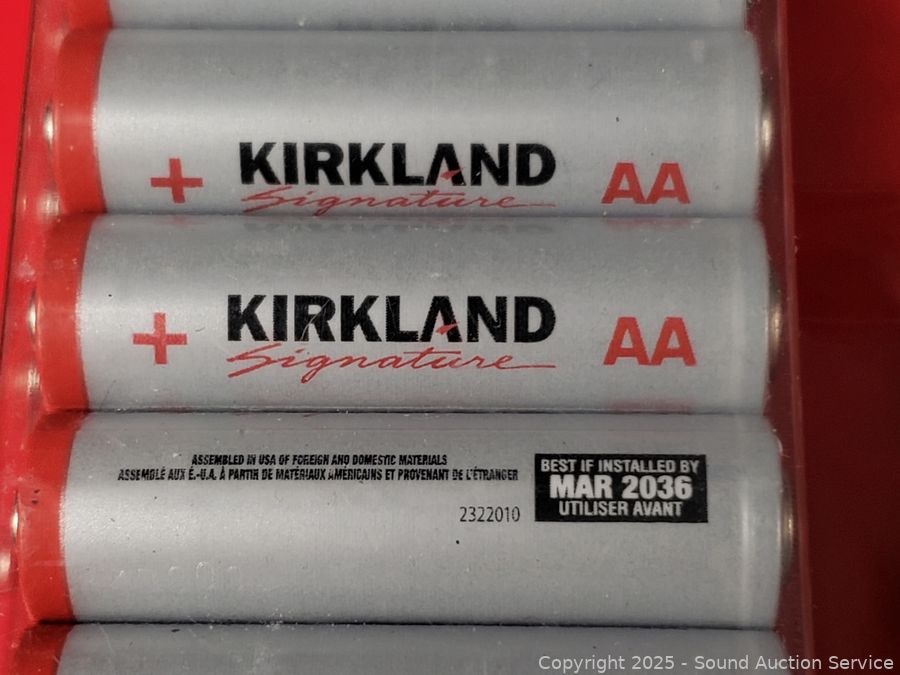 + KIRKLAND AA
Signature
+ KIRKLAND AA
Signature
ASSEMBLED IN USA OF FOREIGN AND DOMESTIC MATERIALS
ASSEMBLÉ AUX É.-U.A. À PARTIR DE MATÉRIAUX AMÉRICAINS ET PROVENANT DE L'ÉTRANGER
2322010
BEST IF INSTALLED BY
MAR 2036
UTILISER AVANT
Copyright 2025 - Sound Auction Service